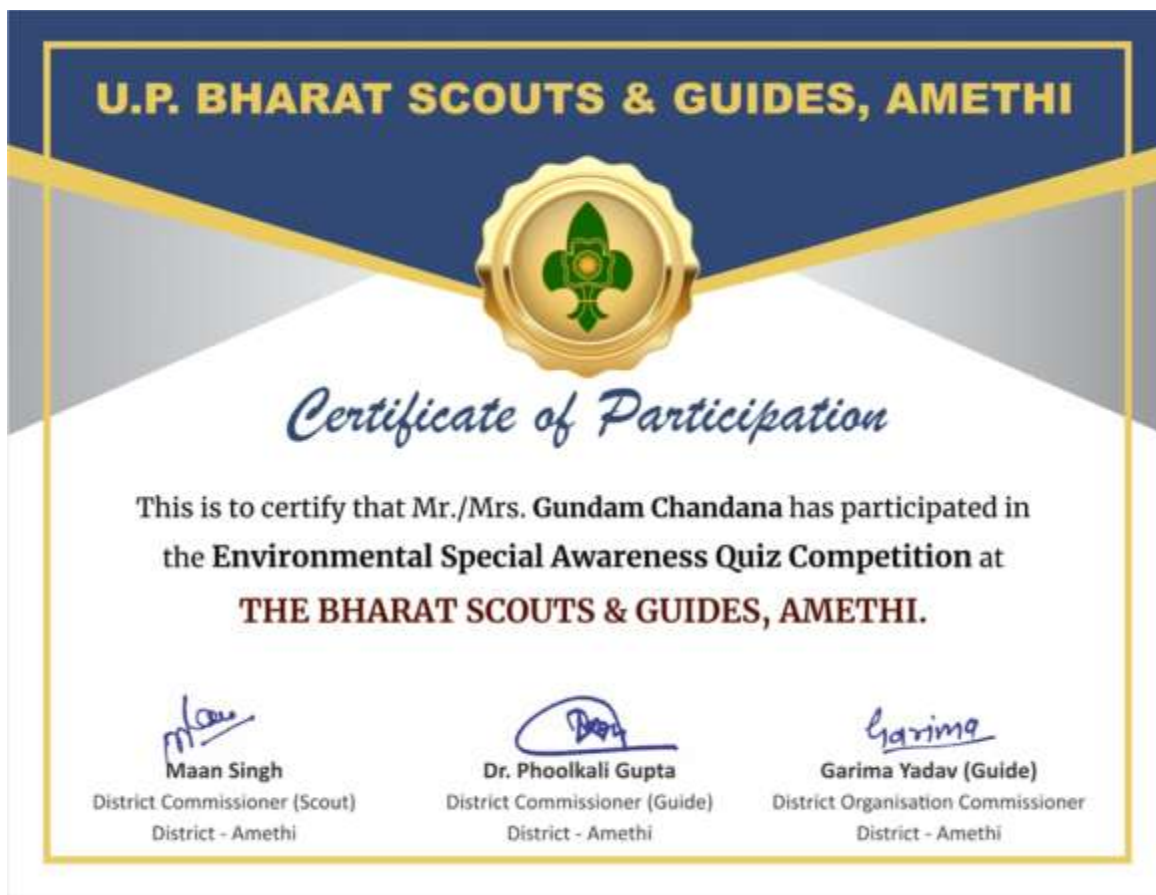 U.P. BHARAT SCOUTS & GUIDES, AMETHI
Certificate of Participation
This is to certify that Mr./Mrs. Gundam Chandana has participated in
the Environmental Special Awareness Quiz Competition at
THE BHARAT SCOUTS & GUIDES, AMETHI.
Garima
Maan Singh
District Commissioner (Scout)
District - Amethi
Dr. Phoolkali Gupta
District Commissioner (Guide)
District - Amethi
Garima Yadav (Guide)
District Organisation Commissioner
District - Amethi